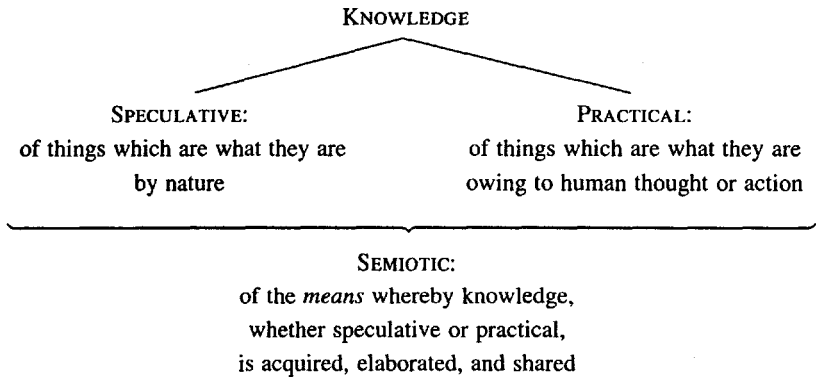 KNOWLEDGE
SPECULATIVE:
of things which are what they are
by nature
PRACTICAL:
of things which are what they are
owing to human thought or action
SEMIOTIC:
of the means whereby knowledge,
whether speculative or practical,
is acquired, elaborated, and shared